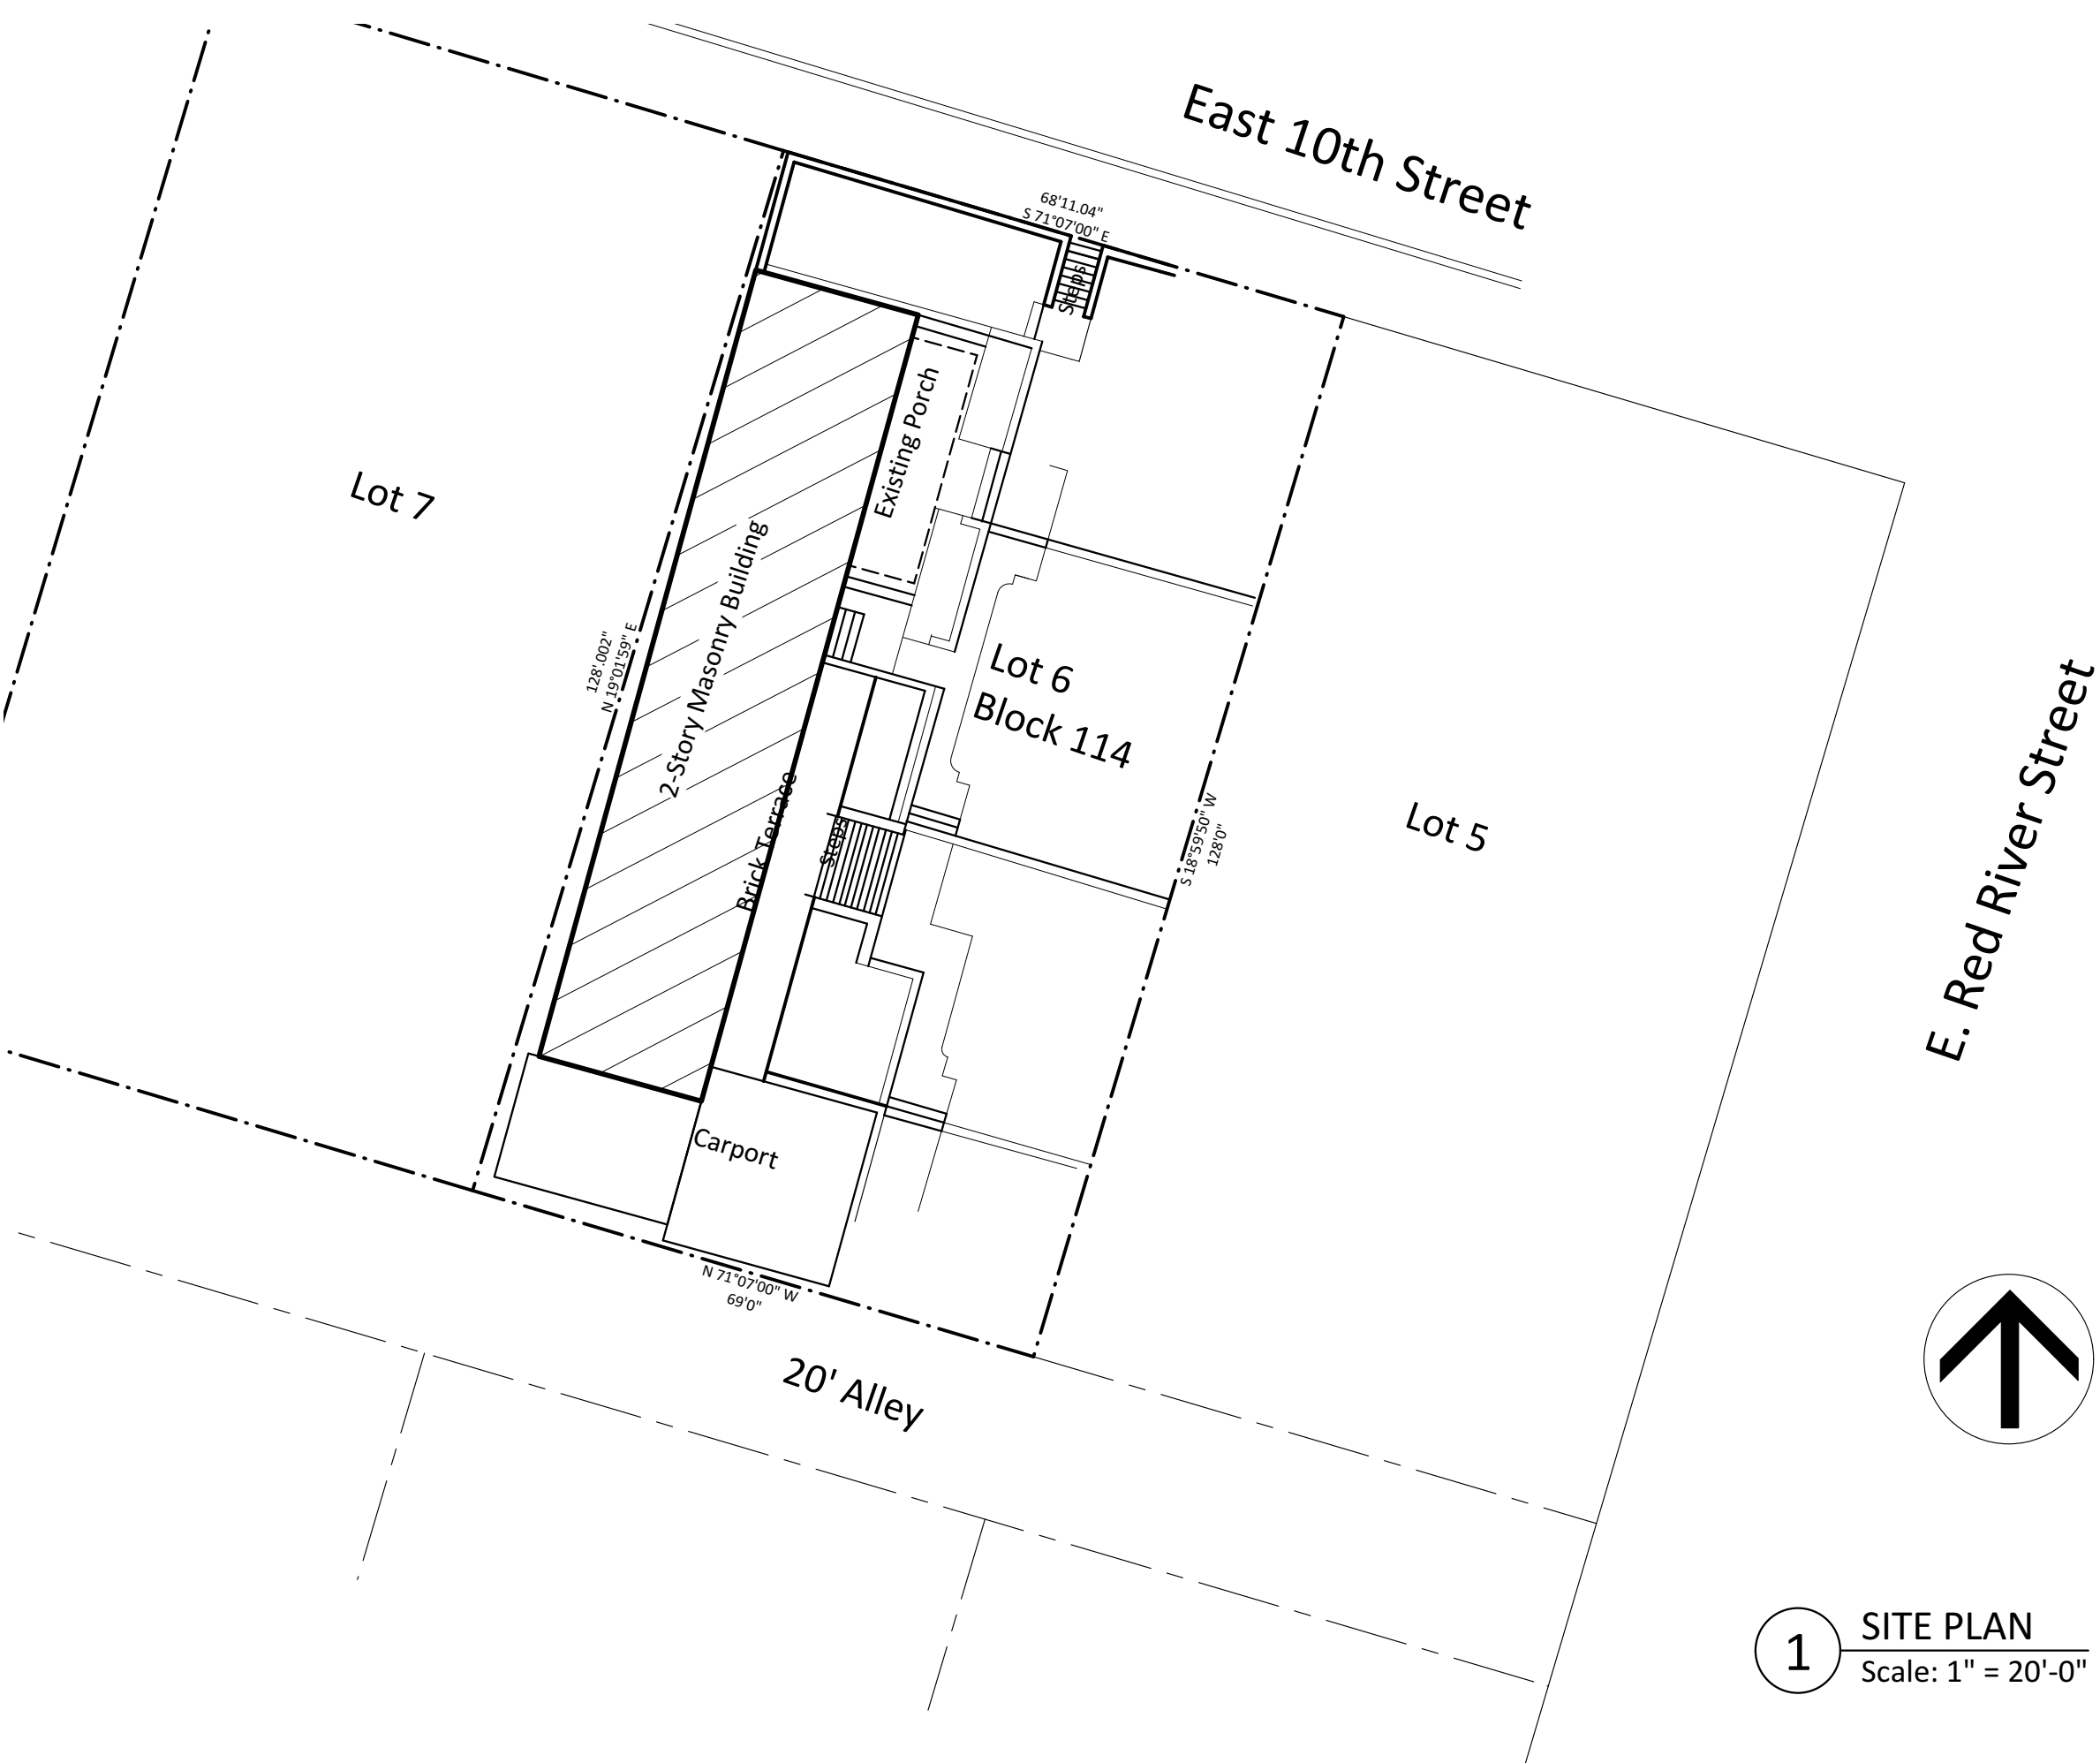 East 10th Street
68'11.04"
S 71°07'00" E
Steps
Existing Porch
Lot 7
2-Story Masonry Building
128'.002"
N 19°01'59" E
Lot 6
Block 114
Brick Terrace
Steps
S 18°59'50" W
128'0"
Lot 5
E. Red River Street
Carport
N 71°07'00" W
69'0"
20' Alley
1
SITE PLAN
Scale: 1" = 20'-0"